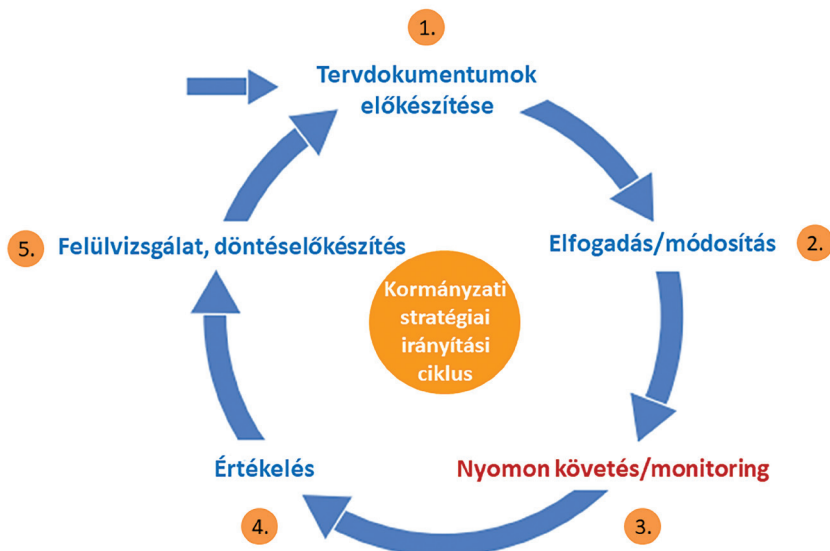 1.
Tervdokumentumok
előkészítése
Elfogadás/módosítás
2.
Nyomon követés/monitoring
3.
Értékelés
4.
5.
Felülvizsgálat, döntéselőkészítés
Kormányzati
stratégiai
irányítási
ciklus